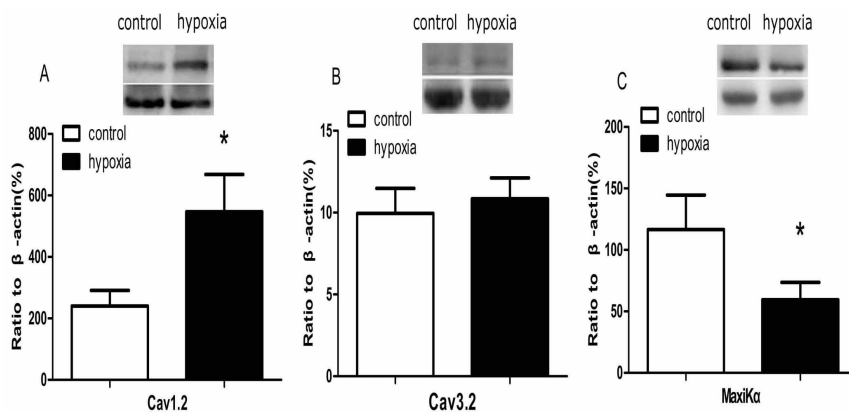 control hypoxia
A
control
hypoxia
*
Ratio to β -actin(%)
800
600
400
200
0
Cav1.2
control hypoxia
B
control
hypoxia
Ratio to β -actin(%)
15
10
5
0
Cav3.2
control hypoxia
C
control
hypoxia
*
Ratio to β -actin(%)
200
150
100
50
0
MaxiKα